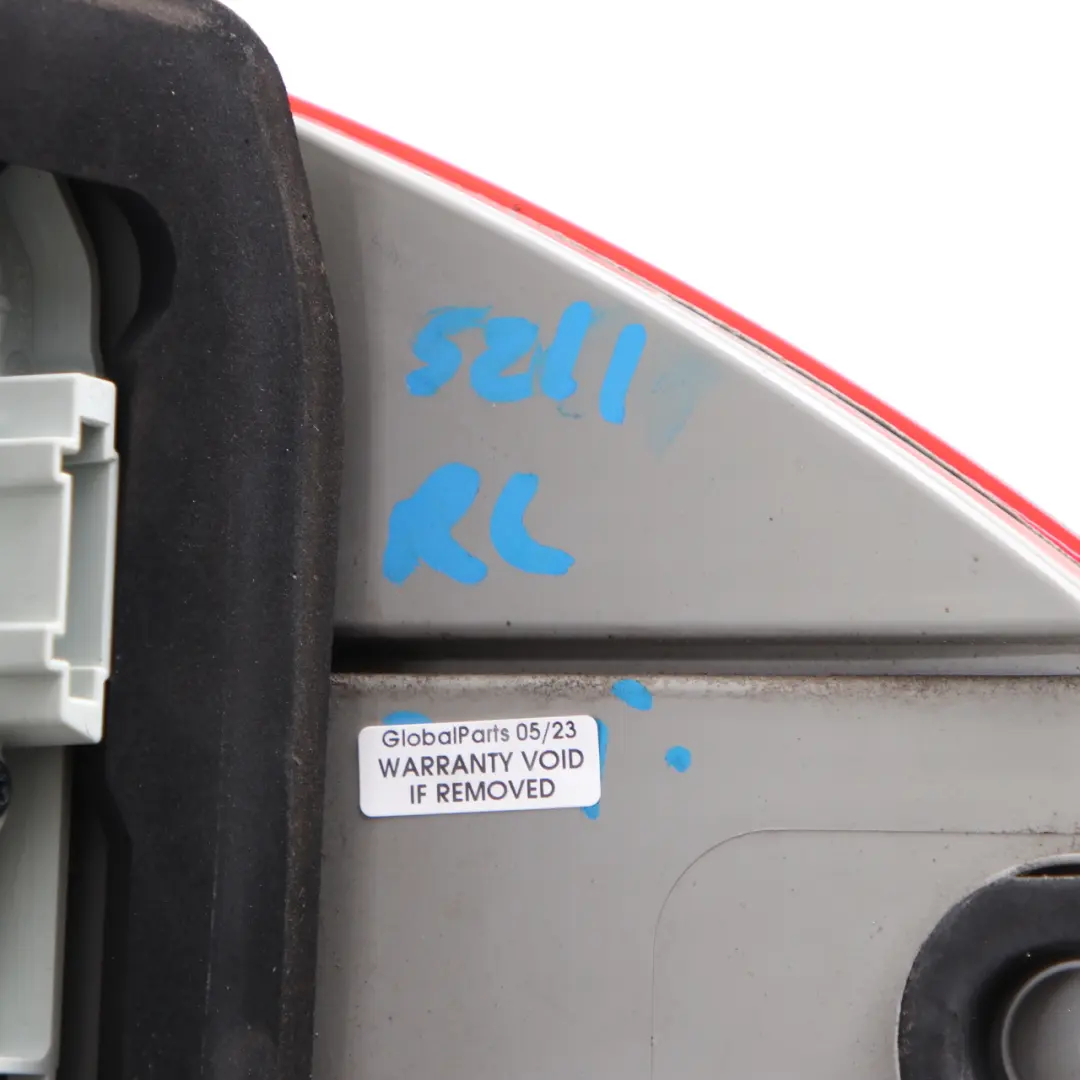 5211
RL
GlobalParts 05/23
WARRANTY VOID
IF REMOVED